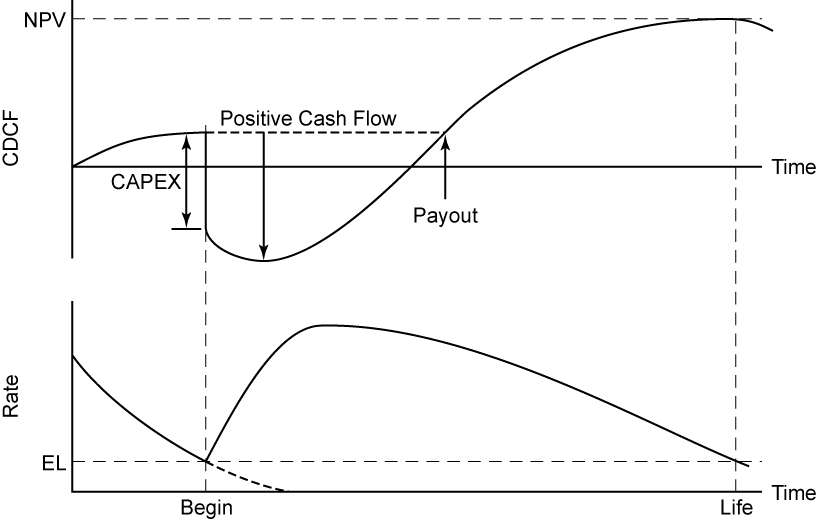 NPV
CDCF
Positive Cash Flow
CAPEX
Time
Payout
Rate
EL
Time
Begin
Life